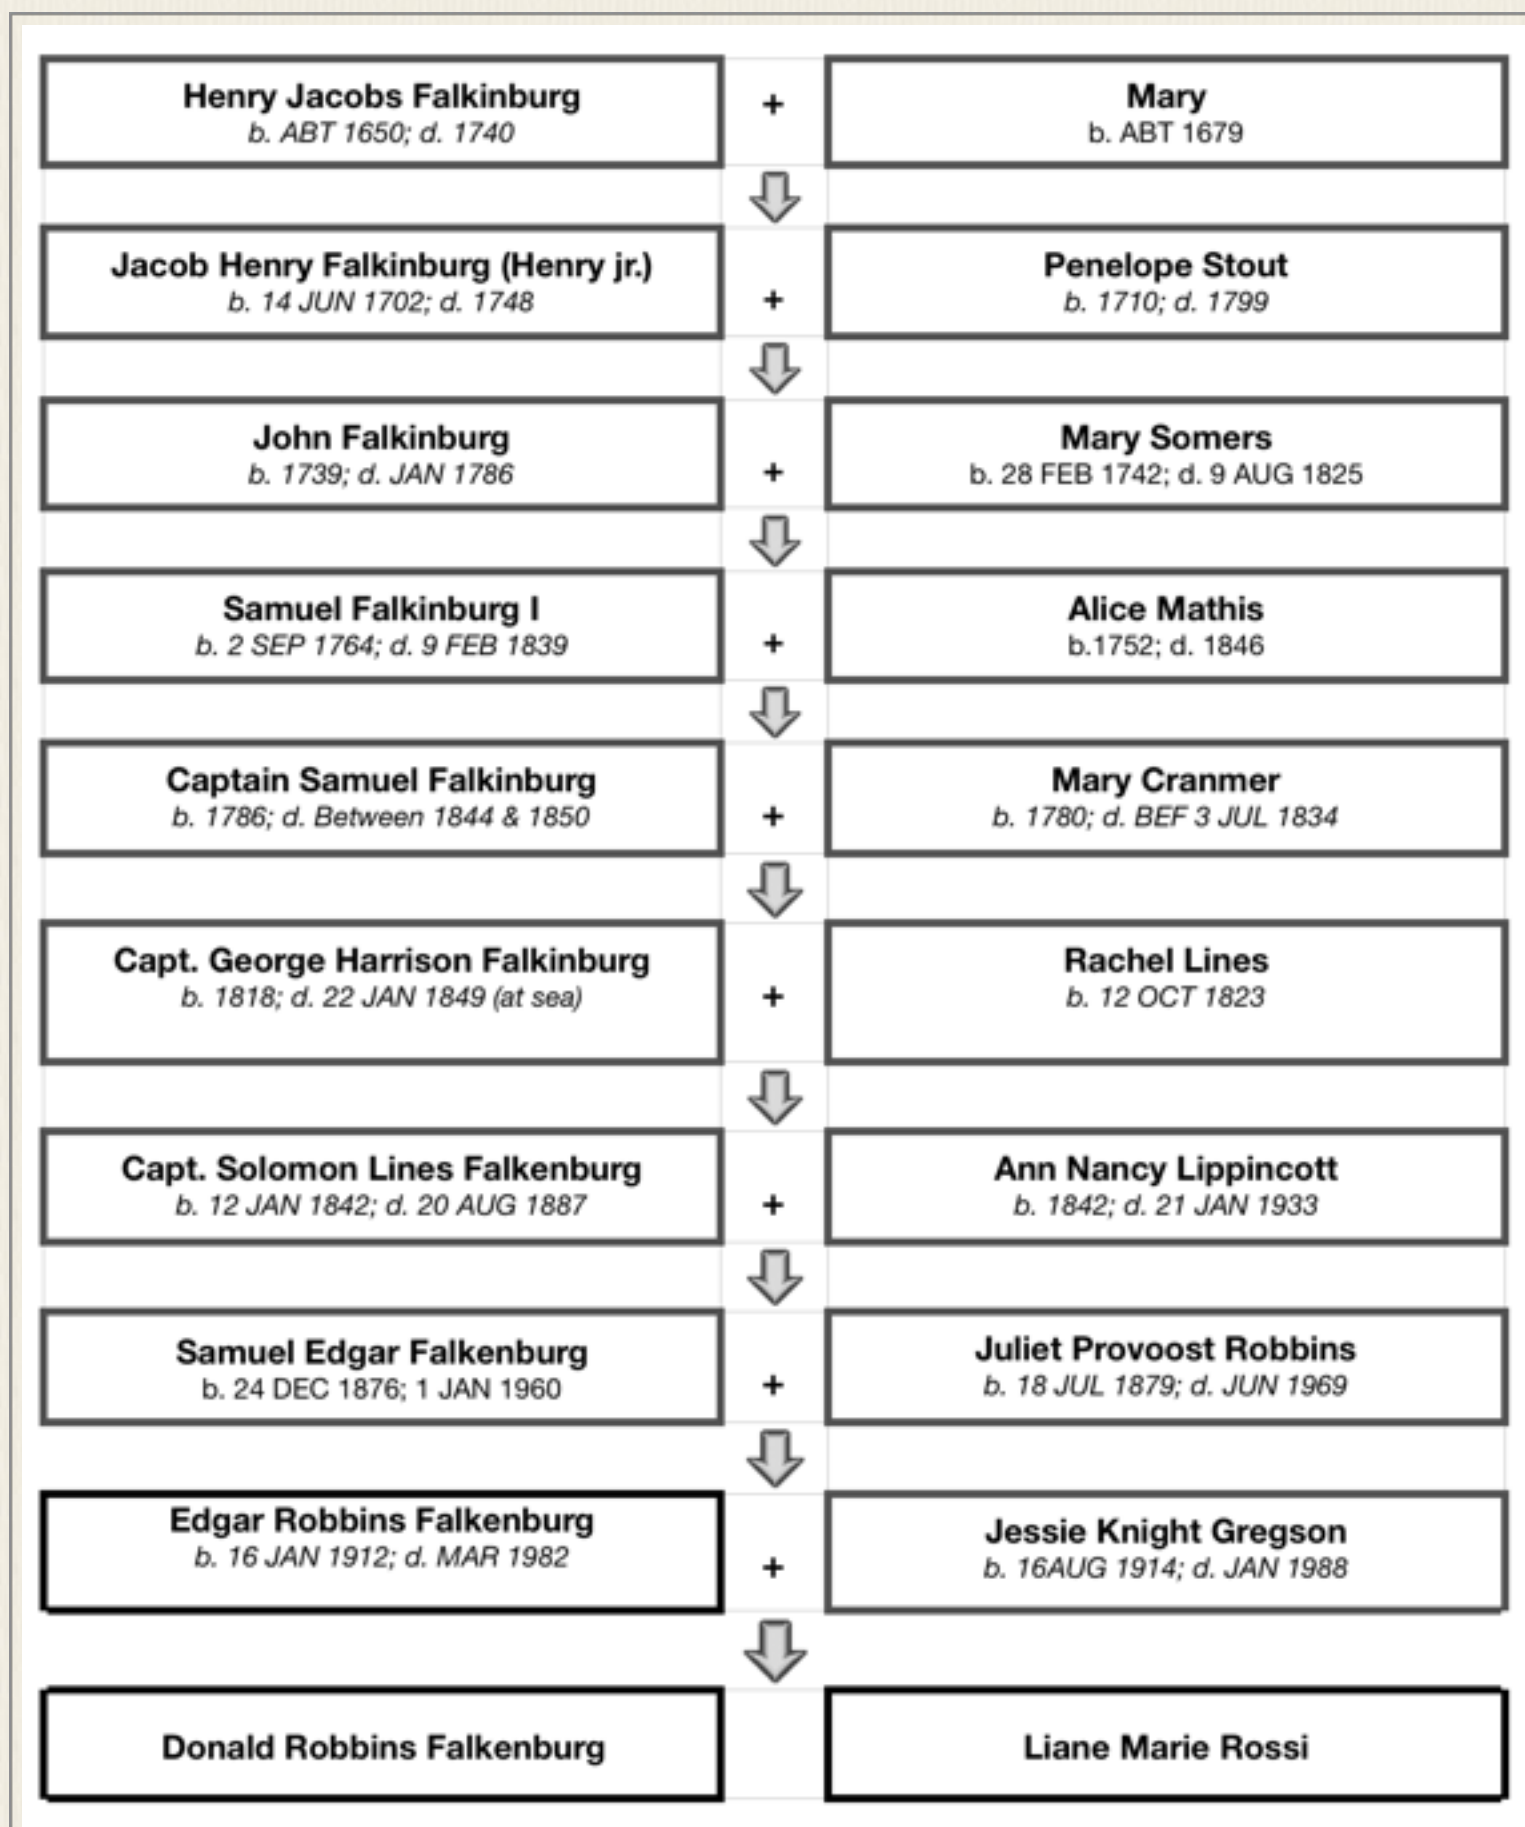 Henry Jacobs Falkinburg
b. ABT 1650; d. 1740
+
Mary
b. ABT 1679
Jacob Henry Falkinburg (Henry jr.)
b. 14 JUN 1702; d. 1748
+
Penelope Stout
b. 1710; d. 1799
John Falkinburg
b. 1739; d. JAN 1786
+
Mary Somers
b. 28 FEB 1742; d. 9 AUG 1825
Samuel Falkinburg I
b. 2 SEP 1764; d. 9 FEB 1839
+
Alice Mathis
b.1752; d. 1846
Captain Samuel Falkinburg
b. 1786; d. Between 1844 & 1850
+
Mary Cranmer
b. 1780; d. BEF 3 JUL 1834
Capt. George Harrison Falkinburg
b. 1818; d. 22 JAN 1849 (at sea)
+
Rachel Lines
b. 12 OCT 1823
Capt. Solomon Lines Falkenburg
b. 12 JAN 1842; d. 20 AUG 1887
+
Ann Nancy Lippincott
b. 1842; d. 21 JAN 1933
Samuel Edgar Falkenburg
b. 24 DEC 1876; 1 JAN 1960
+
Juliet Provoost Robbins
b. 18 JUL 1879; d. JUN 1969
Edgar Robbins Falkenburg
b. 16 JAN 1912; d. MAR 1982
+
Jessie Knight Gregson
b. 16AUG 1914; d. JAN 1988
Donald Robbins Falkenburg
Liane Marie Rossi